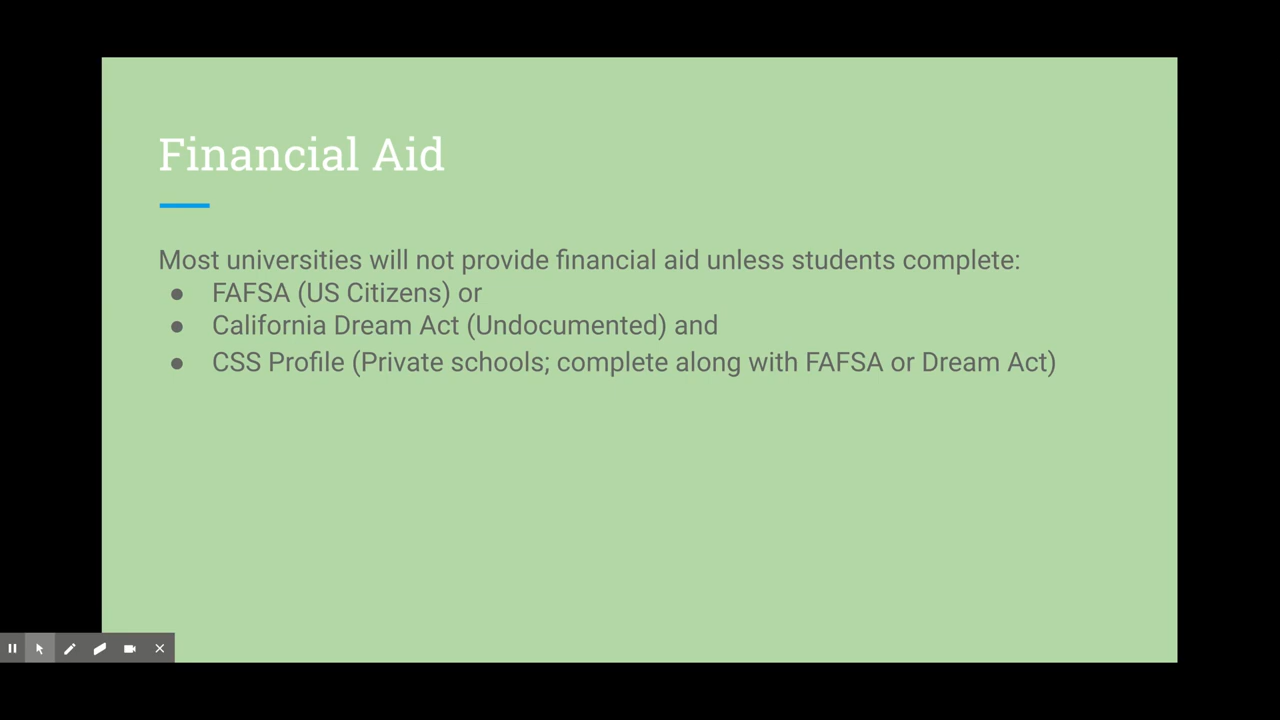 Financial Aid
Most universities will not provide financial aid unless students complete:
● FAFSA (US Citizens) or
● California Dream Act (Undocumented) and
● CSS Profile (Private schools; complete along with FAFSA or Dream Act)